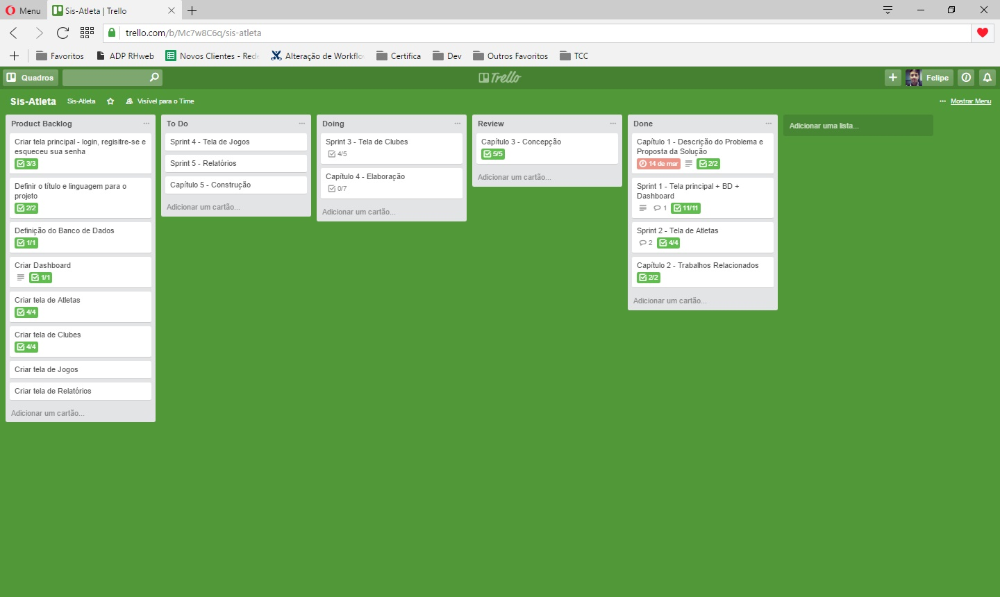 Menu
Sis-Atleta | Trello
trello.com/b/Mc7w8C6q/sis-atleta
Favoritos
ADP RHweb
Novos Clientes - Rede
Alteração de Workflo
Certifica
Dev
Outros Favoritos
TCC
Quadros
Trello
Felipe
Sis-Atleta
Sis-Atleta
Visível para o Time
Mostrar Menu
Product Backlog
Criar tela principal - login, regisitre-se e
esqueceu sua senha
3/3
Definir o título e linguagem para o
projeto
2/2
Definição do Banco de Dados
1/1
Criar Dashboard
1/1
Criar tela de Atletas
4/4
Criar tela de Clubes
4/4
Criar tela de Jogos
Criar tela de Relatórios
Adicionar um cartão...
To Do
Sprint 4 - Tela de Jogos
Sprint 5 - Relatórios
Capítulo 5 - Construção
Adicionar um cartão...
Doing
Sprint 3 - Tela de Clubes
4/5
Capítulo 4 - Elaboração
0/7
Adicionar um cartão...
Review
Capítulo 3 - Concepção
5/5
Adicionar um cartão...
Done
Capítulo 1 - Descrição do Problema e
Proposta da Solução
14 de mar
2/2
Sprint 1 - Tela principal + BD +
Dashboard
1
11/11
Sprint 2 - Tela de Atletas
2
4/4
Capítulo 2 - Trabalhos Relacionados
2/2
Adicionar um cartão...
Adicionar uma lista...